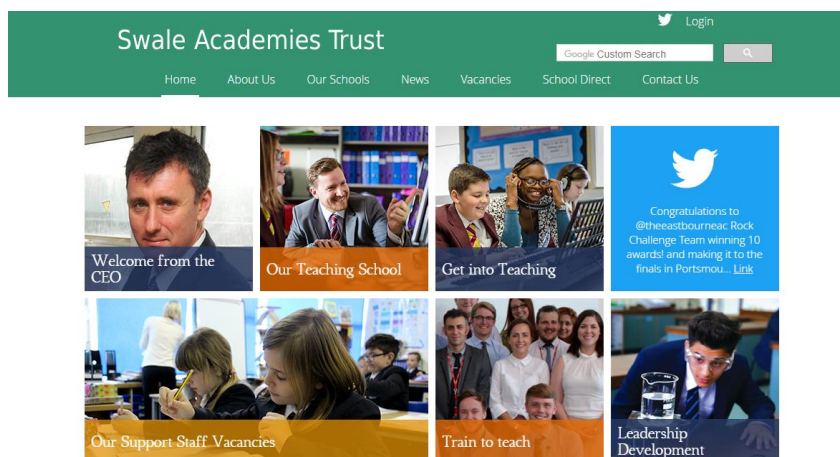 Login
Swale Academies Trust
Google Custom Search
Home About Us Our Schools News Vacancies School Direct Contact Us
Welcome from the
CEO
Our Teaching School
Get into Teaching
Congratulations to
@theeastbourneac Rock
Challenge Team winning 10
awards! and making it to the
finals in Portsmou... Link
Our Support Staff Vacancies
Train to teach
Leadership
Development